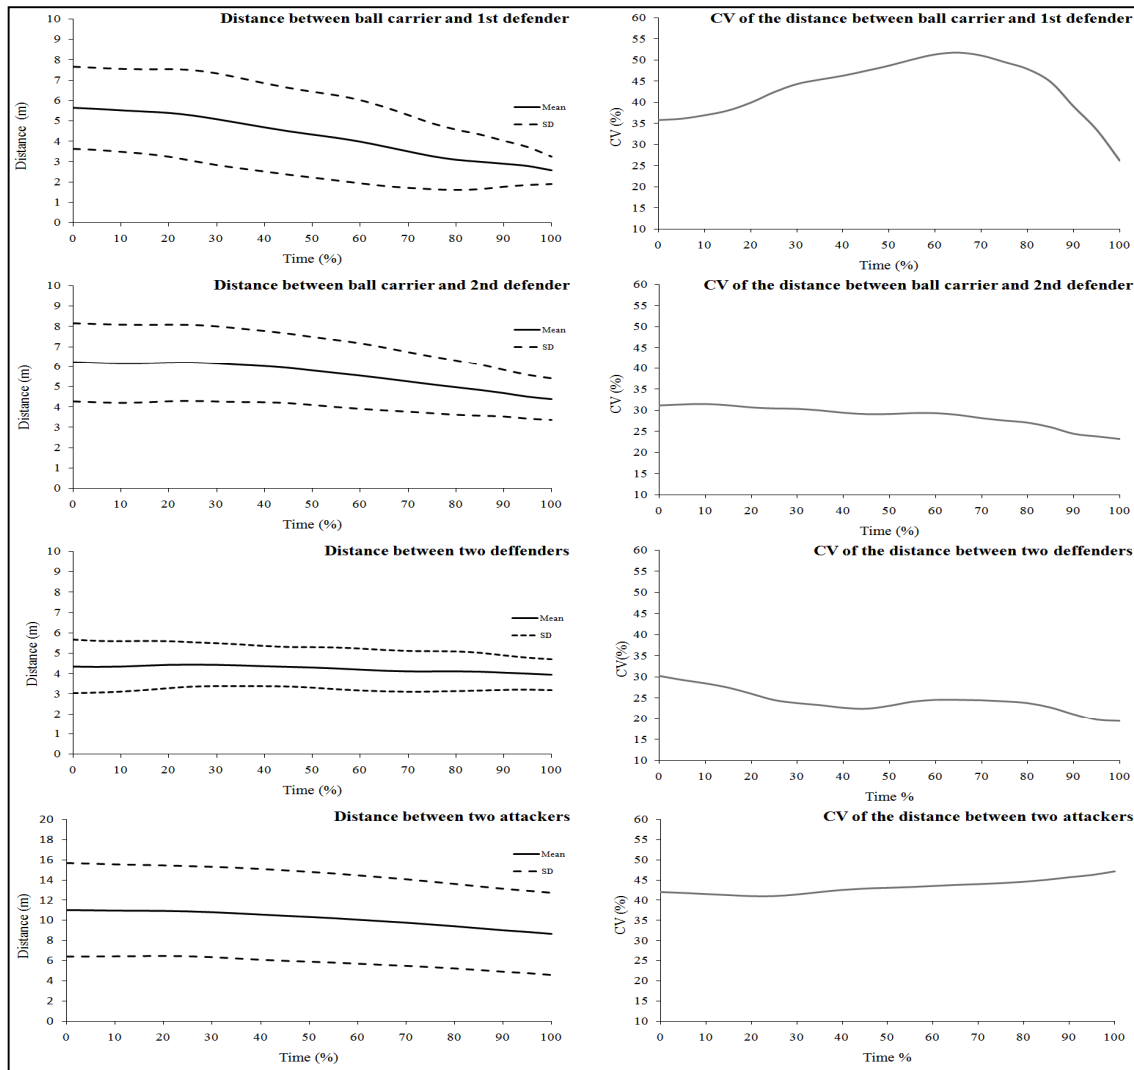 Distance between ball carrier and 1st defender
10
9
8
7
6
5
4
3
2
1
0
Distance (m)
Mean
SD
0 10 20 30 40 50 60 70 80 90 100
Time (%)
CV of the distance between ball carrier and 1st defender
60
55
50
45
40
35
30
25
20
15
10
CV (%)
0 10 20 30 40 50 60 70 80 90 100
Time (%)
Distance between ball carrier and 2nd defender
10
9
8
7
6
5
4
3
2
1
0
Distance (m)
Mean
SD
0 10 20 30 40 50 60 70 80 90 100
Time (%)
CV of the distance between ball carrier and 2nd defender
60
55
50
45
40
35
30
25
20
15
10
CV (%)
0 10 20 30 40 50 60 70 80 90 100
Time (%)
Distance between two deffenders
10
9
8
7
6
5
4
3
2
1
0
Distance (m)
Mean
SD
0 10 20 30 40 50 60 70 80 90 100
Time (%)
CV of the distance between two deffenders
60
55
50
45
40
35
30
25
20
15
10
CV(%)
0 10 20 30 40 50 60 70 80 90 100
Time %
Distance between two attackers
20
18
16
14
12
10
8
6
4
2
0
Distance (m)
Mean
SD
0 10 20 30 40 50 60 70 80 90 100
Time (%)
CV of the distance between two attackers
60
55
50
45
40
35
30
25
20
15
10
CV (%)
0 10 20 30 40 50 60 70 80 90 100
Time %